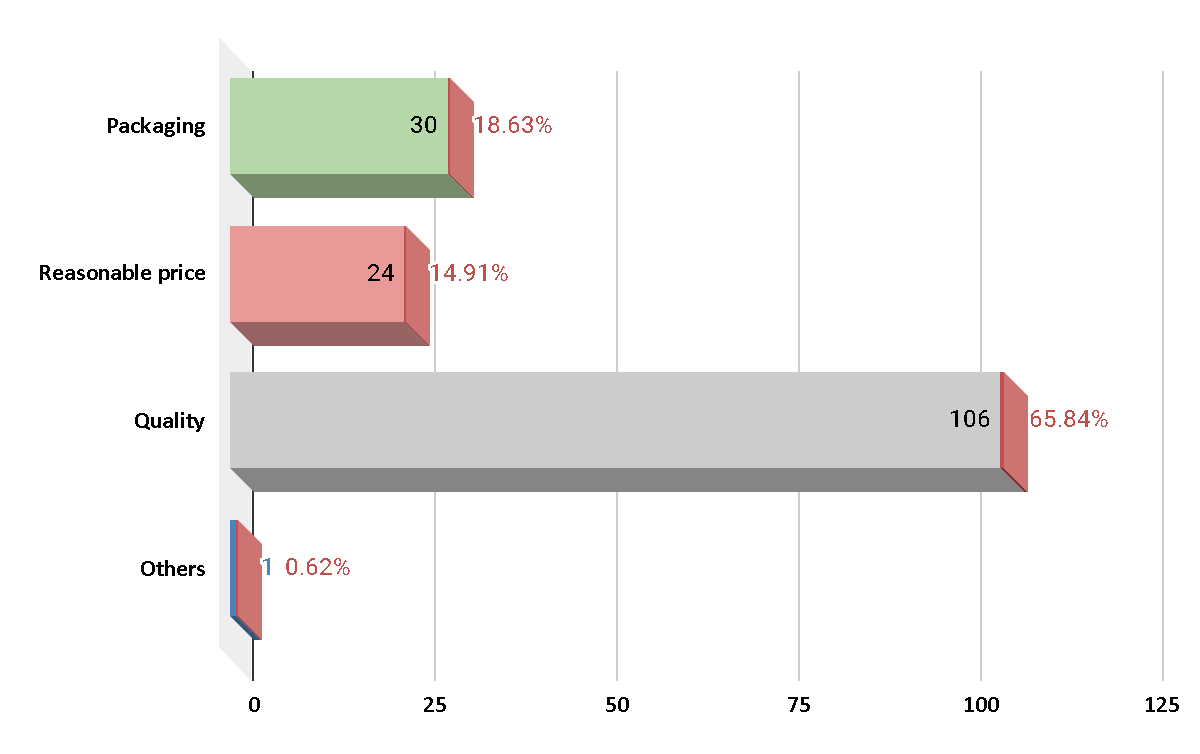 Packaging 30 18.63%
Reasonable price 24 14.91%
Quality 106 65.84%
Others 1 0.62%
0 25 50 75 100 125